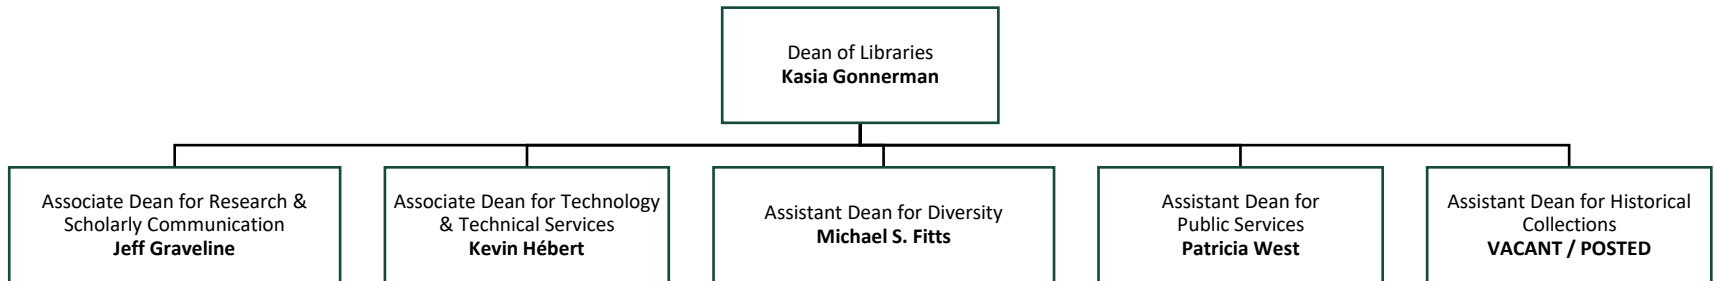 Dean of Libraries
Kasia Gonnerman
Associate Dean for Research &
Scholarly Communication
Jeff Graveline
Associate Dean for Technology
& Technical Services
Kevin Hébert
Assistant Dean for Diversity
Michael S. Fitts
Assistant Dean for
Public Services
Patricia West
Assistant Dean for Historical
Collections
VACANT / POSTED